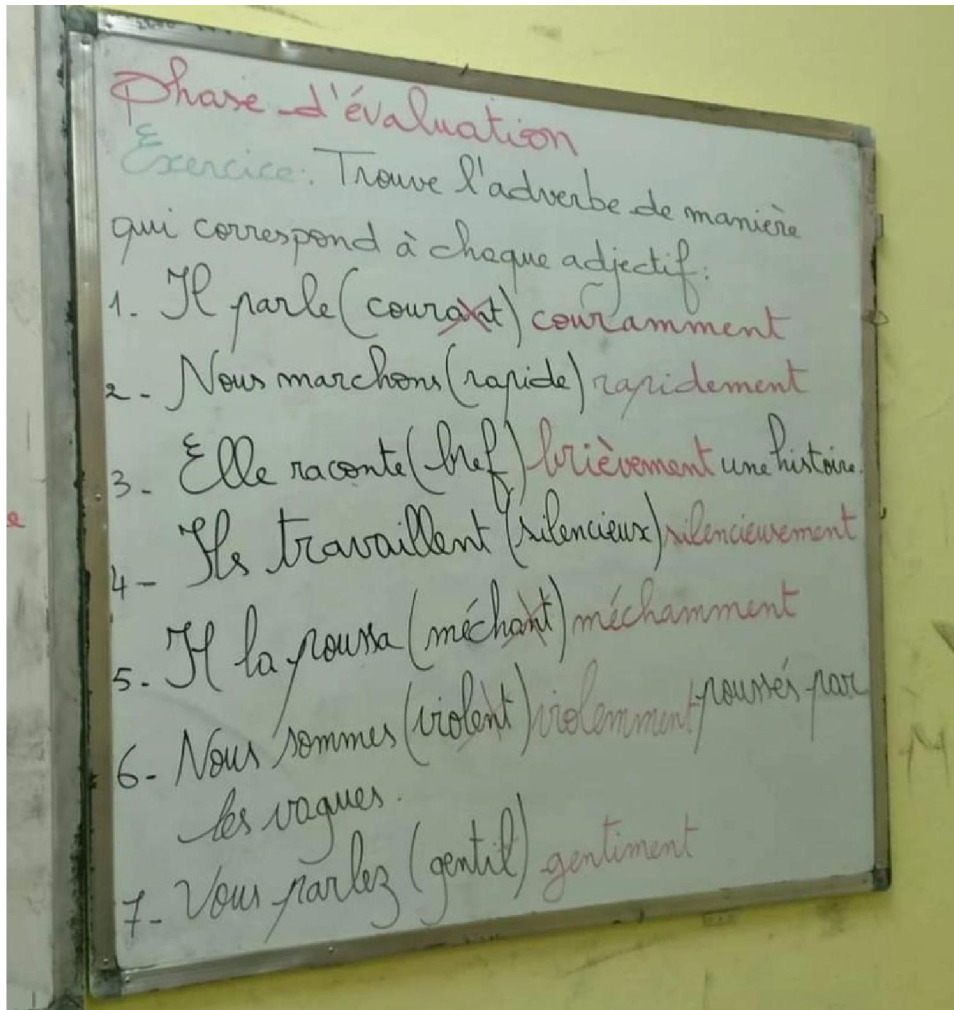 Phase d'évaluation
Exercice: Trouve l'adverbe de manière
qui correspond à chaque adjectif:
1. Il parle (courant) couramment
2- Nous marchons (rapide) rapidement
3- Elle raconte (bref) brièvement une histoire.
4- Ils travaillent (silencieux) silencieusement
5. Il la poussa (méchant) méchamment
6- Nous sommes (violent) violemment poussés par
les vagues.
7- Vous parlez (gentil) gentiment
e